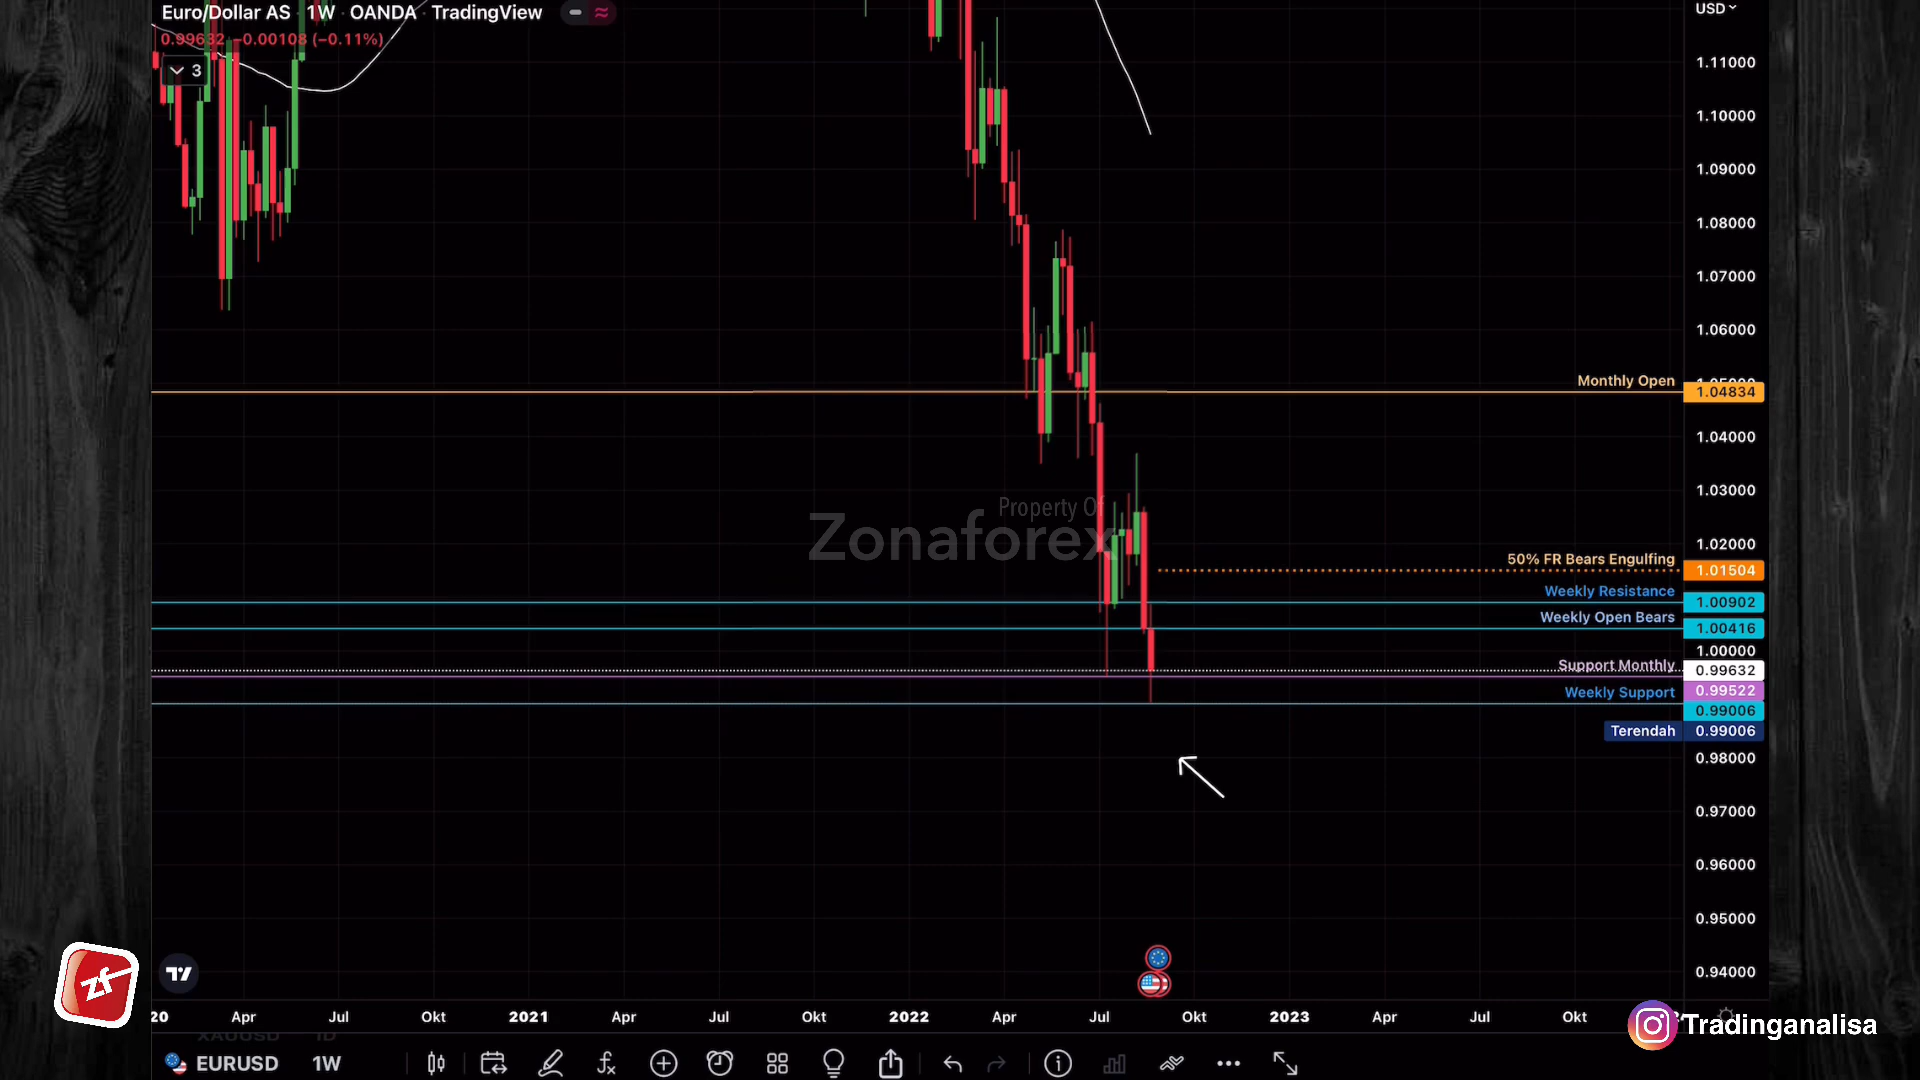 Euro/Dollar AS · 1W · OANDA · TradingView
0.99632 −0.00108 (−0.11%)
3
USD
1.11000
1.10000
1.09000
1.08000
1.07000
1.06000
Monthly Open
1.04834
1.04000
1.03000
Property Of
Zonaforex
1.02000
50% FR Bears Engulfing
1.01504
Weekly Resistance
1.00902
Weekly Open Bears
1.00416
1.00000
Support Monthly
0.99632
0.99522
Weekly Support
0.99006
Terendah
0.99006
0.98000
0.97000
0.96000
0.95000
0.94000
zf
20 Apr Jul Okt 2021 Apr Jul Okt 2022 Apr Jul Okt 2023 Apr Jul Okt
Tradinganalisa
XAUUSD 1D
EURUSD 1W